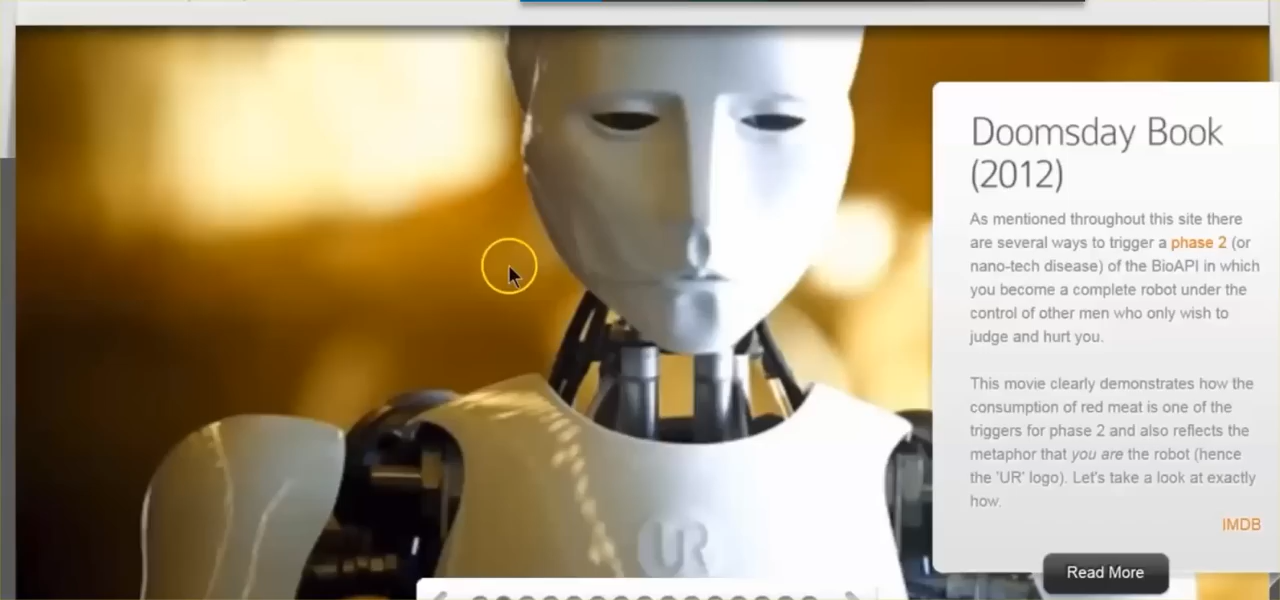 Doomsday Book
(2012)
As mentioned throughout this site there
are several ways to trigger a phase 2 (or
nano-tech disease) of the BioAPI in which
you become a complete robot under the
control of other men who only wish to
judge and hurt you.
This movie clearly demonstrates how the
consumption of red meat is one of the
triggers for phase 2 and also reflects the
metaphor that you are the robot (hence
the 'UR' logo). Let's take a look at exactly
how.
IMDB
UR
Read More